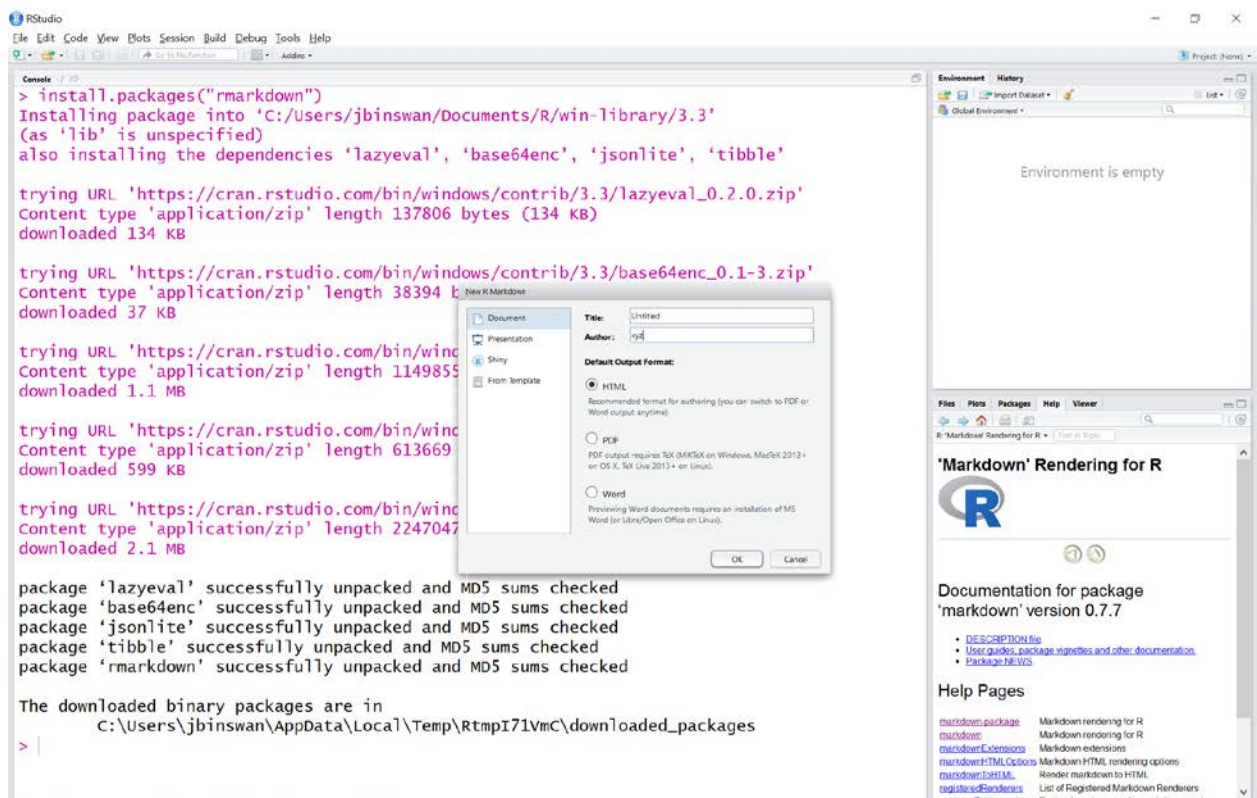 RStudio
File Edit Code View Plots Session Build Debug Tools Help
Go to file/function Addins
Project: (None)
Console ~/
> install.packages("rmarkdown")
Installing package into ‘C:/Users/jbinswan/Documents/R/win-library/3.3’
(as ‘lib’ is unspecified)
also installing the dependencies ‘lazyeval’, ‘base64enc’, ‘jsonlite’, ‘tibble’
trying URL 'https://cran.rstudio.com/bin/windows/contrib/3.3/lazyeval_0.2.0.zip'
Content type 'application/zip' length 137806 bytes (134 KB)
downloaded 134 KB
trying URL 'https://cran.rstudio.com/bin/windows/contrib/3.3/base64enc_0.1-3.zip'
Content type 'application/zip' length 38394 b
downloaded 37 KB
trying URL 'https://cran.rstudio.com/bin/wind
Content type 'application/zip' length 1149855
downloaded 1.1 MB
trying URL 'https://cran.rstudio.com/bin/wind
Content type 'application/zip' length 613669
downloaded 599 KB
trying URL 'https://cran.rstudio.com/bin/wind
Content type 'application/zip' length 2247047
downloaded 2.1 MB
package ‘lazyeval’ successfully unpacked and MD5 sums checked
package ‘base64enc’ successfully unpacked and MD5 sums checked
package ‘jsonlite’ successfully unpacked and MD5 sums checked
package ‘tibble’ successfully unpacked and MD5 sums checked
package ‘rmarkdown’ successfully unpacked and MD5 sums checked
The downloaded binary packages are in
C:\Users\jbinswan\AppData\Local\Temp\RtmpI71VmC\downloaded_packages
>
New R Markdown
Document
Presentation
Shiny
From Template
Title: Untitled
Author: xyz
Default Output Format:
HTML
Recommended format for authoring (you can switch to PDF or
Word output anytime).
PDF
PDF output requires TeX (MiKTeX on Windows, MacTeX 2013+
on OS X, TeX Live 2013+ on Linux).
Word
Previewing Word documents requires an installation of MS
Word (or Libre/Open Office on Linux).
OK Cancel
Environment History
Import Dataset List
Global Environment
Environment is empty
Files Plots Packages Help Viewer
R: 'Markdown' Rendering for R Find in Topic
'Markdown' Rendering for R
R
Documentation for package
‘markdown’ version 0.7.7
DESCRIPTION file.
User guides, package vignettes and other documentation.
Package NEWS.
Help Pages
markdown-package Markdown rendering for R
markdown Markdown rendering for R
markdownExtensions Markdown extensions
markdownHTMLOptions Markdown HTML rendering options
markdownToHTML Render markdown to HTML.
registeredRenderers List of Registered Markdown Renderers